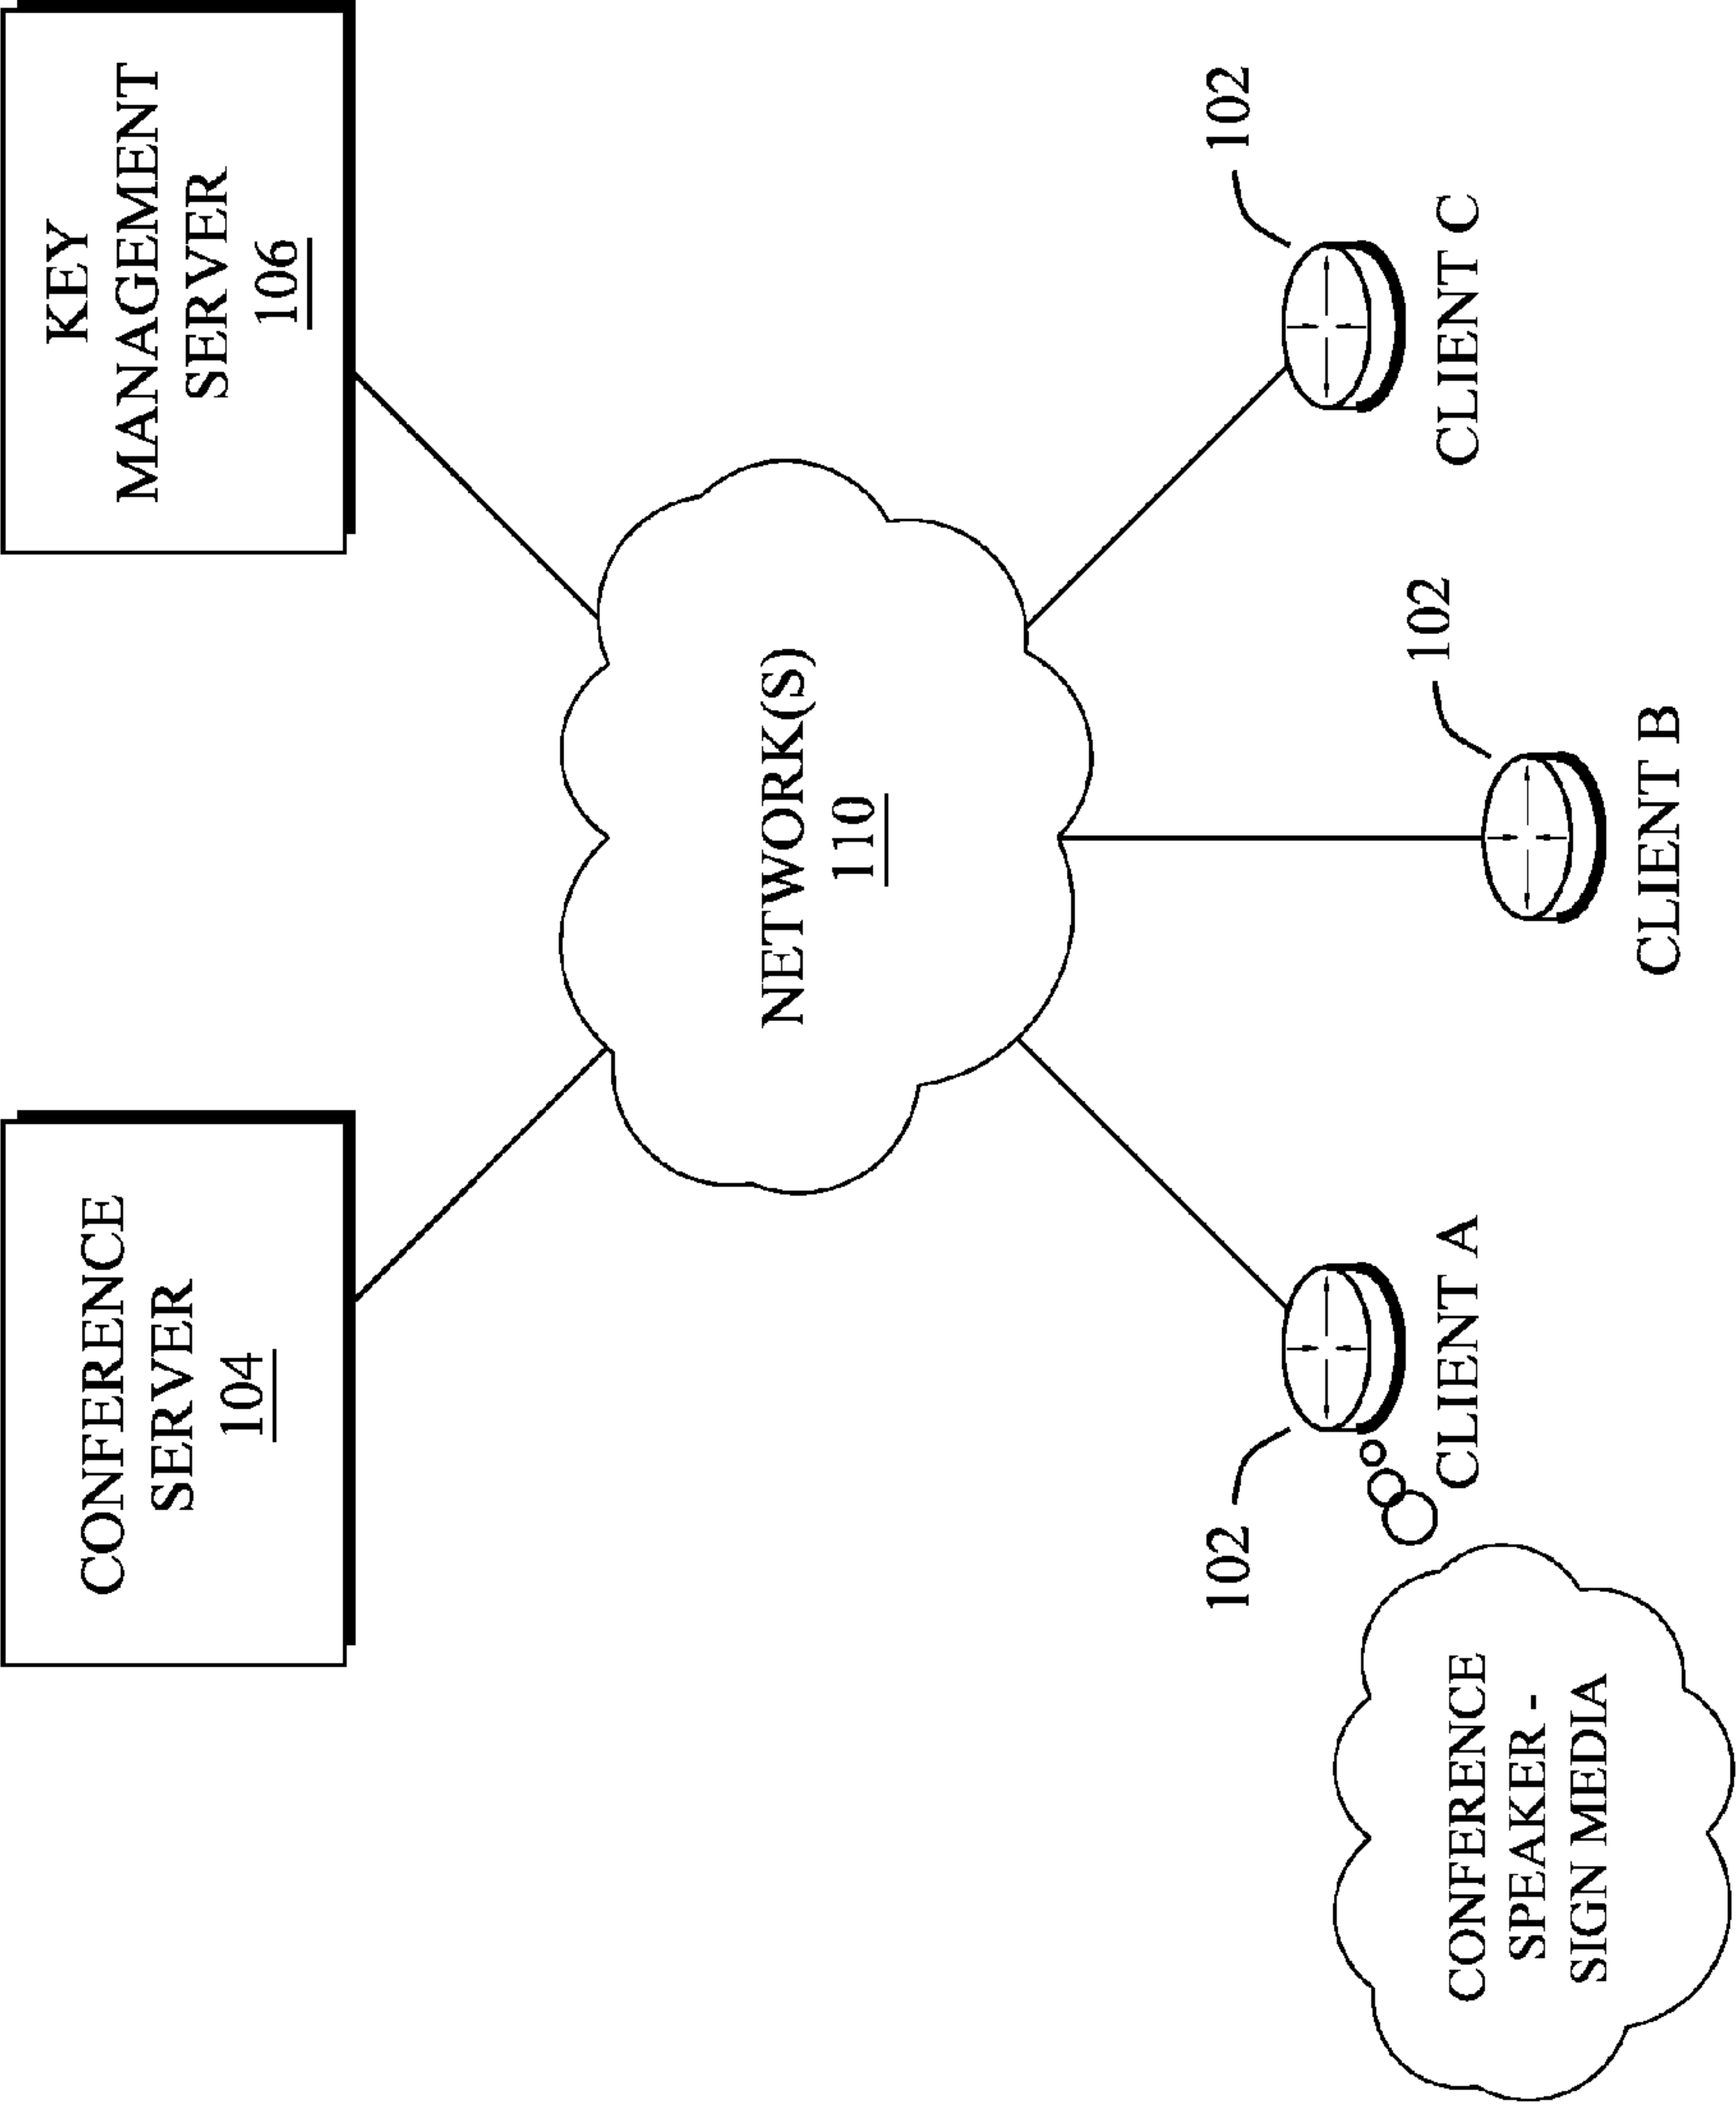 CONFERENCE
SERVER
104
KEY
MANAGEMENT
SERVER
106
NETWORK(S)
110
102
CLIENT A
102
CLIENT B
102
CLIENT C
CONFERENCE
SPEAKER -
SIGN MEDIA